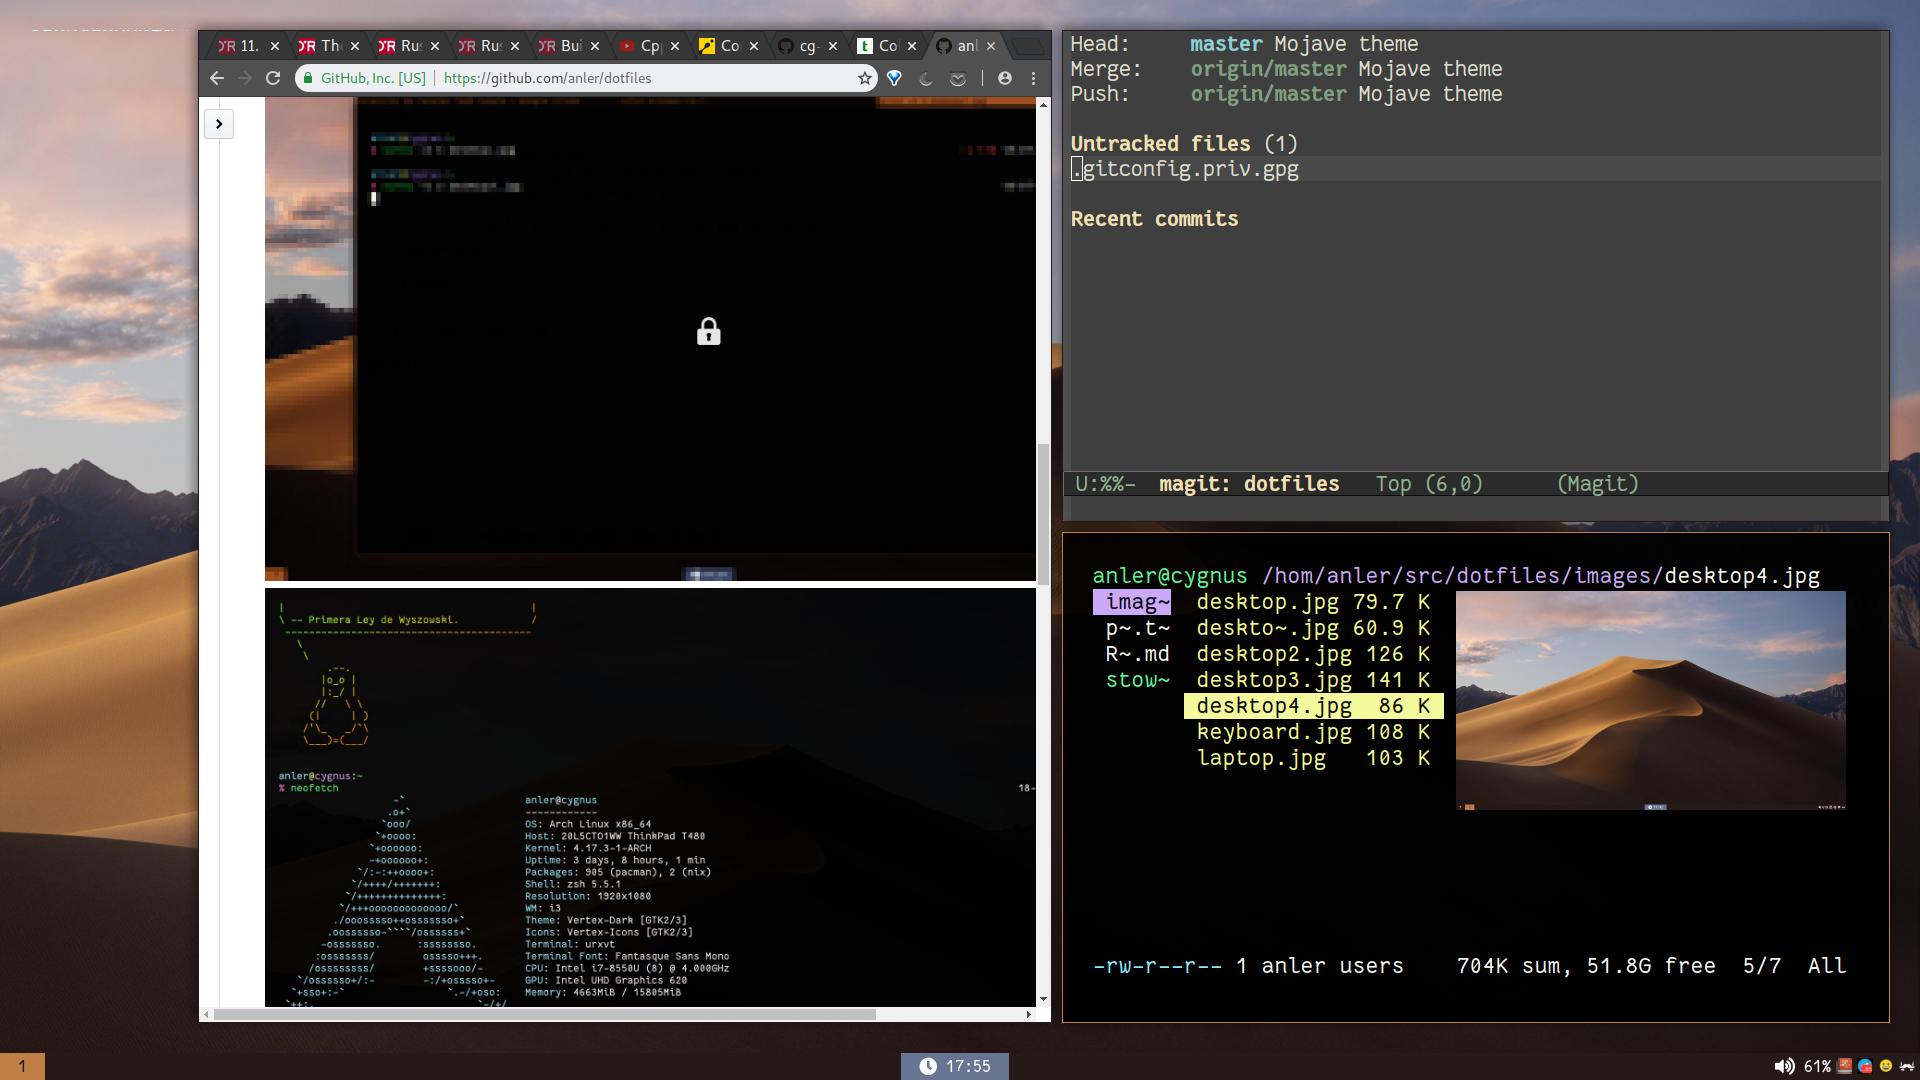 11.
Th
Ru
Ru
Bui
Cp
Co
cg-
Co
anl
GitHub, Inc. [US]
https://github.com/anler/dotfiles
| |
\ -- Primera Ley de Wyszowski. /
------------------------------------------
\
\
.--.
|o_o |
|:_/ |
// \ \
(| | )
/'\_ _/`\
\___)=(___/
anler@cygnus:~
% neofetch
18-
anler@cygnus
------------
OS: Arch Linux x86_64
Host: 20L5CTO1WW ThinkPad T480
Kernel: 4.17.3-1-ARCH
Uptime: 3 days, 8 hours, 1 min
Packages: 905 (pacman), 2 (nix)
Shell: zsh 5.5.1
Resolution: 1920x1080
WM: i3
Theme: Vertex-Dark [GTK2/3]
Icons: Vertex-Icons [GTK2/3]
Terminal: urxvt
Terminal Font: Fantasque Sans Mono
CPU: Intel i7-8550U (8) @ 4.000GHz
GPU: Intel UHD Graphics 620
Memory: 4663MiB / 15805MiB
Head: master Mojave theme
Merge: origin/master Mojave theme
Push: origin/master Mojave theme
Untracked files (1)
.gitconfig.priv.gpg
Recent commits
U:%%- magit: dotfiles Top (6,0) (Magit)
anler@cygnus /hom/anler/src/dotfiles/images/desktop4.jpg
imag~ desktop.jpg 79.7 K
p~.t~ deskto~.jpg 60.9 K
R~.md desktop2.jpg 126 K
stow~ desktop3.jpg 141 K
desktop4.jpg 86 K
keyboard.jpg 108 K
laptop.jpg 103 K
-rw-r--r-- 1 anler users 704K sum, 51.8G free 5/7 All
1
17:55
61%